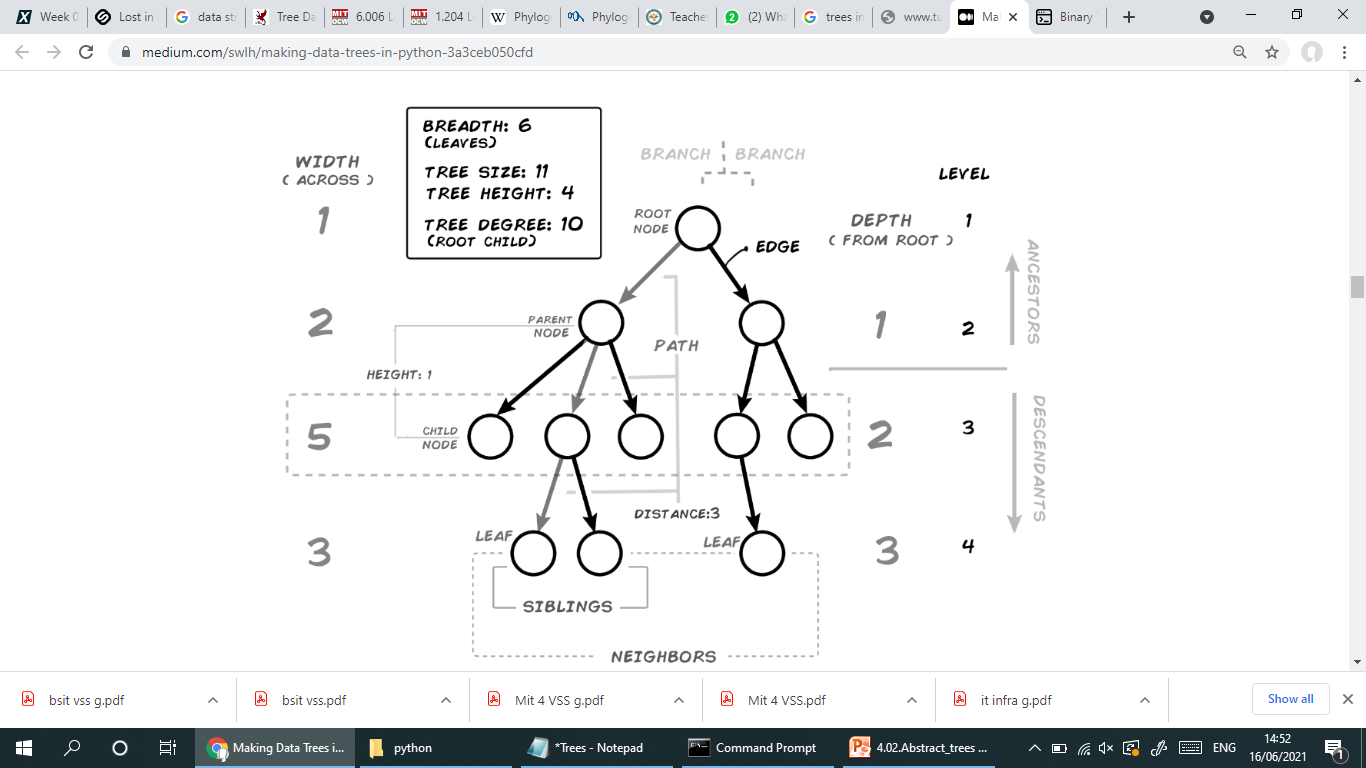 Week 0
Lost in
data st
Tree Da
6.006 L
1.204 L
Phylog
Phylog
Teache
(2) Wha
trees in
www.tu
Ma
Binary
medium.com/swlh/making-data-trees-in-python-3a3ceb050cfd
BREADTH: 6
(LEAVES)
TREE SIZE: 11
TREE HEIGHT: 4
TREE DEGREE: 10
(ROOT CHILD)
WIDTH
( ACROSS )
BRANCH
BRANCH
LEVEL
1
ROOT
NODE
DEPTH
( FROM ROOT )
1
EDGE
ANCESTORS
2
PARENT
NODE
PATH
1
2
HEIGHT: 1
5
CHILD
NODE
2
3
DESCENDANTS
DISTANCE:3
3
LEAF
LEAF
3
4
SIBLINGS
NEIGHBORS
bsit vss g.pdf
bsit vss.pdf
Mit 4 VSS g.pdf
Mit 4 VSS.pdf
it infra g.pdf
Show all
Making Data Trees i...
python
*Trees - Notepad
Command Prompt
4.02.Abstract_trees ...
ENG
14:52
16/06/2021
1